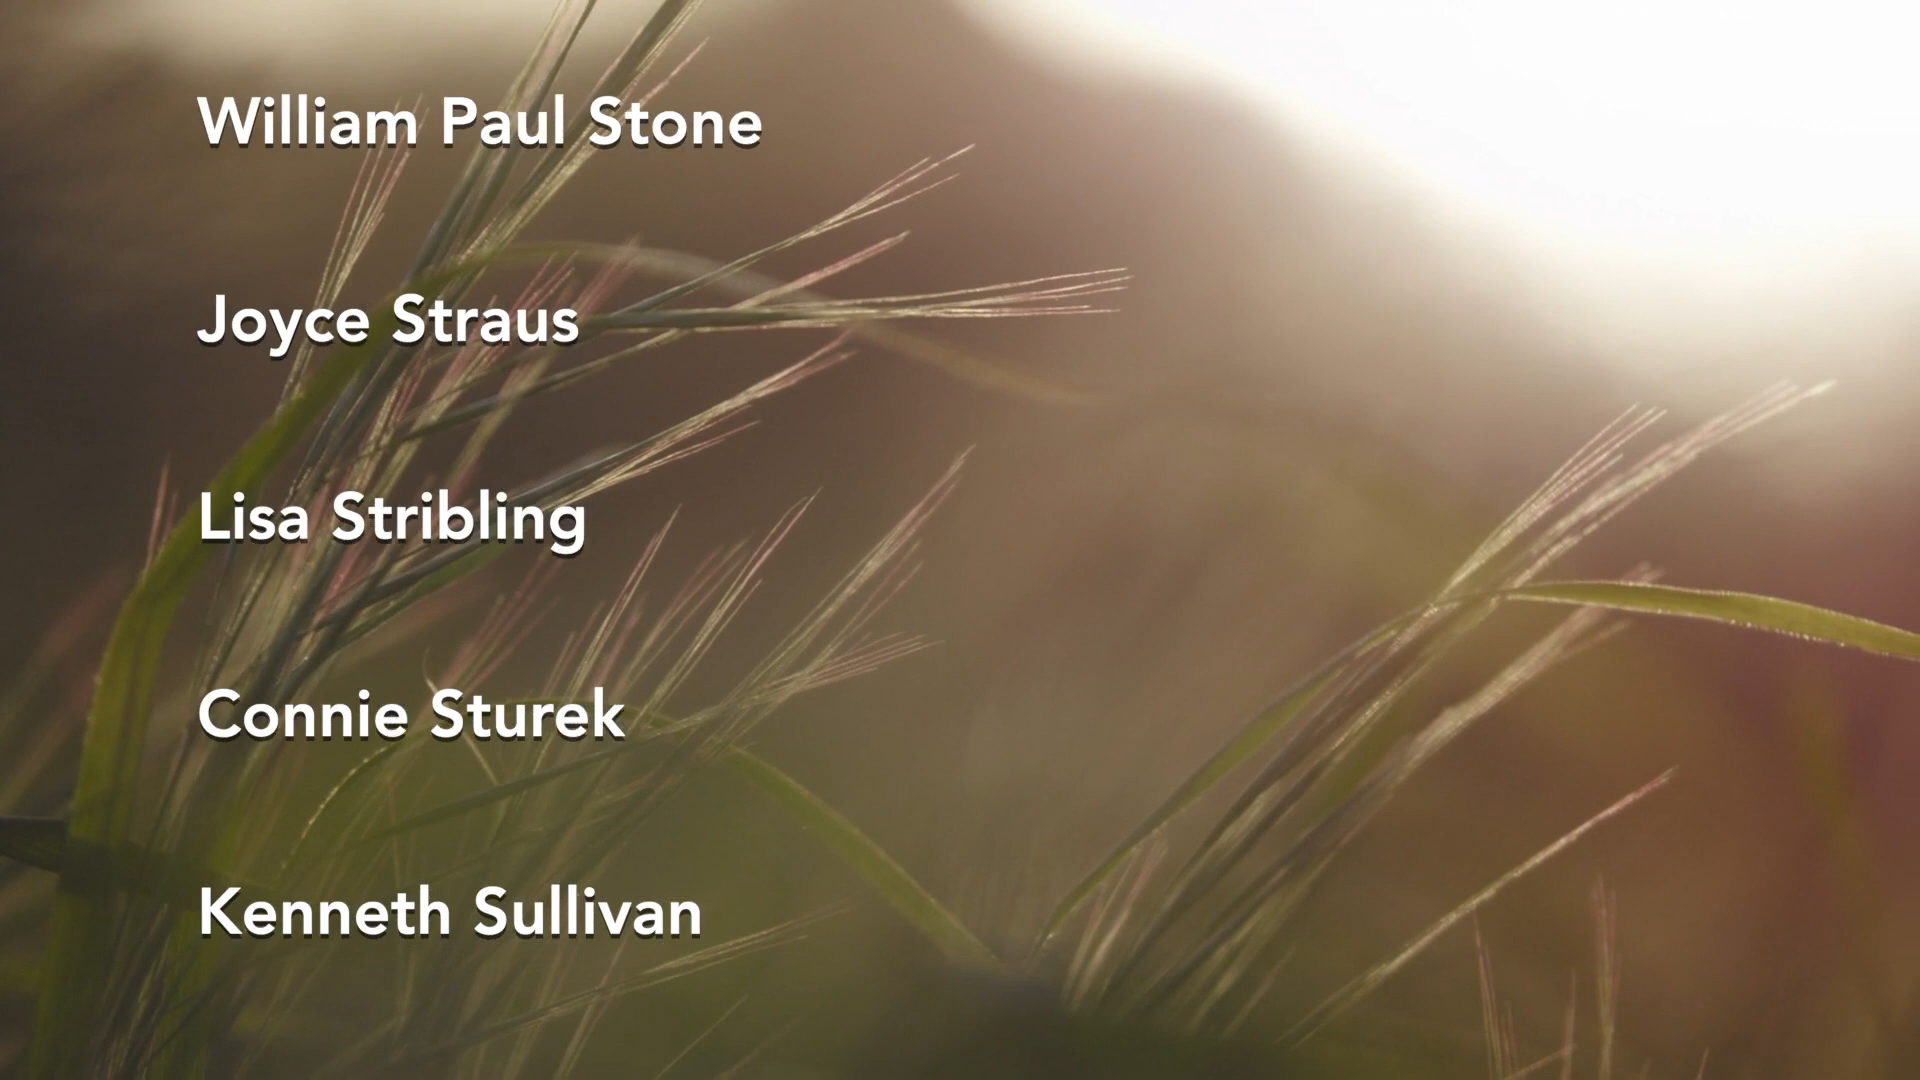 William Paul Stone
Joyce Straus
Lisa Stribling
Connie Sturek
Kenneth Sullivan